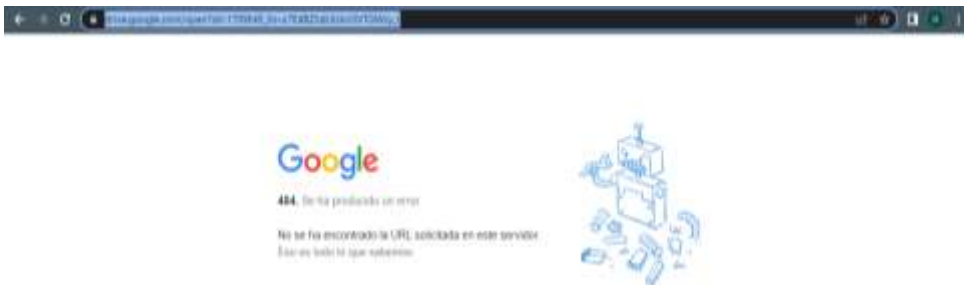 Google
404. Se ha producido un error
No se ha encontrado la URL solicitada en este servidor.
Eso es todo lo que sabemos.